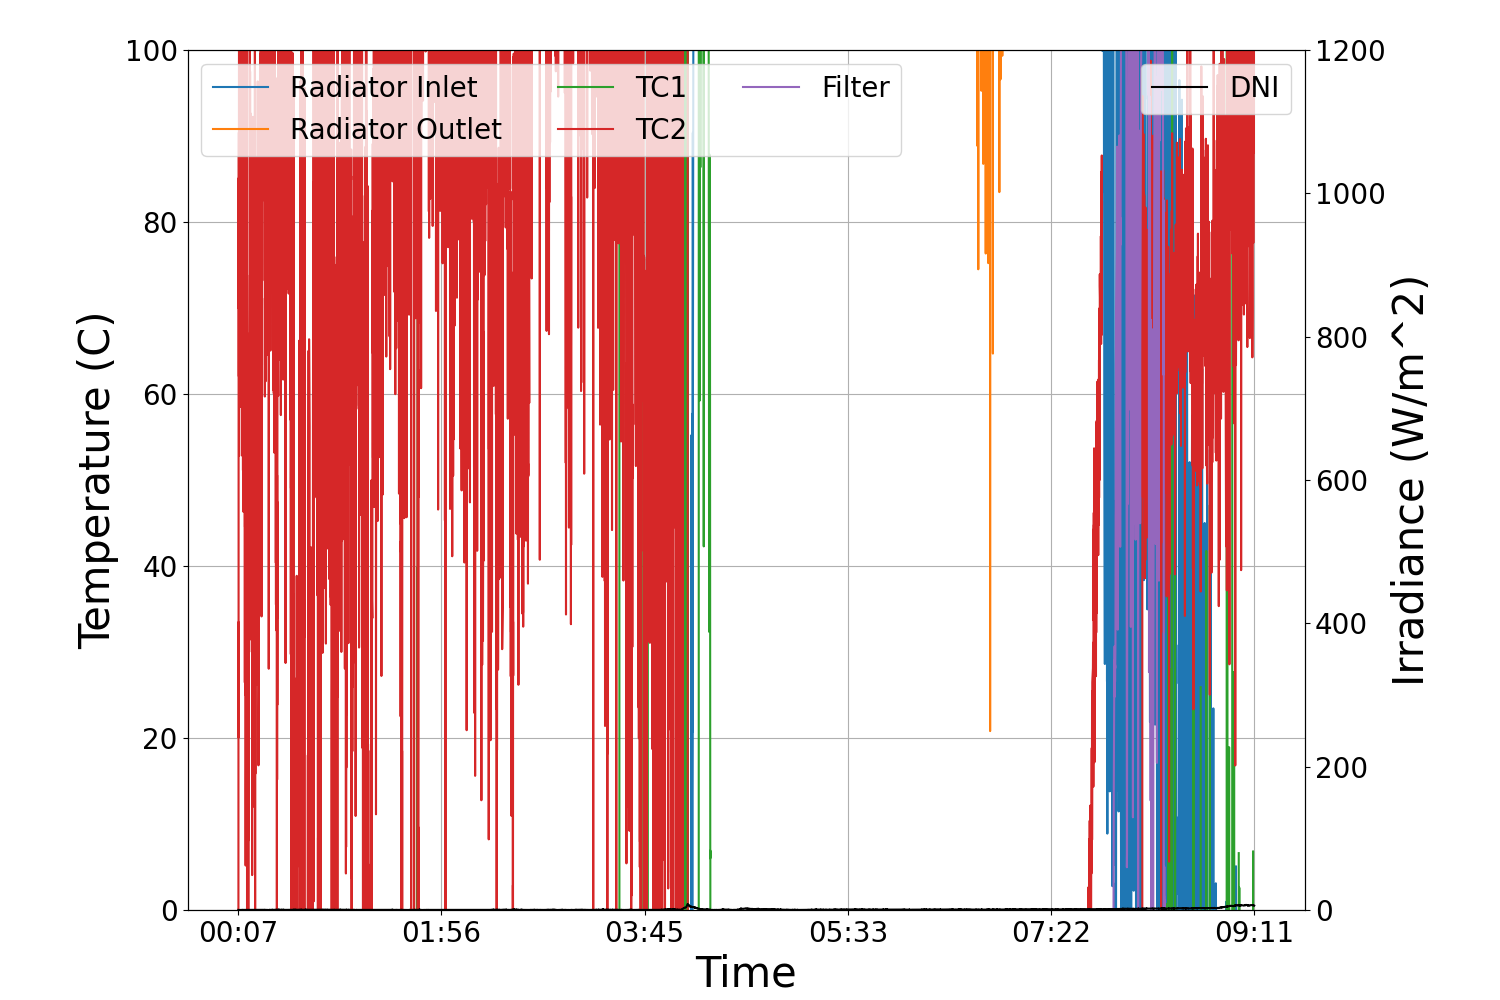 100
80
60
40
20
0
Temperature (C)
Radiator Inlet
Radiator Outlet
TC1
TC2
Filter
DNI
1200
1000
800
600
400
200
0
Irradiance (W/m^2)
00:07
01:56
03:45
05:33
07:22
09:11
Time